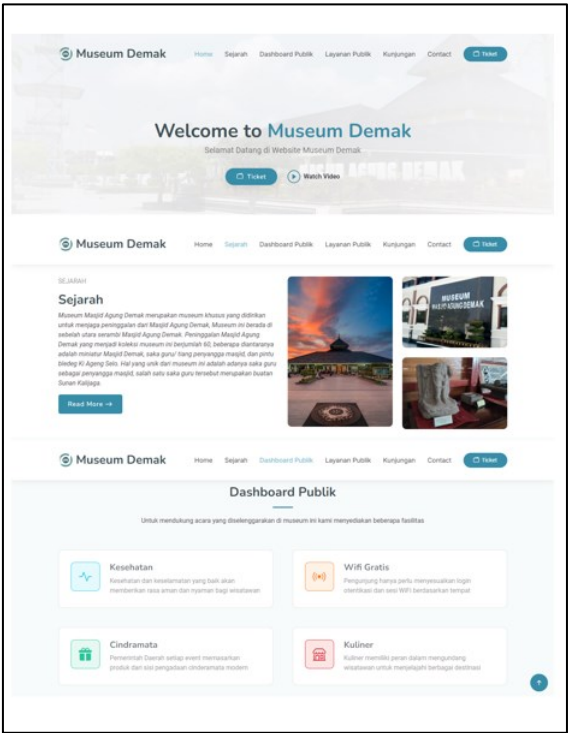 Museum Demak
Home Sejarah Dashboard Publik Layanan Publik Kunjungan Contact Ticket
Welcome to Museum Demak
Selamat Datang di Website Museum Demak
Ticket Watch Video
Museum Demak
Home Sejarah Dashboard Publik Layanan Publik Kunjungan Contact Ticket
SEJARAH
Sejarah
Museum Masjid Agung Demak merupakan museum khusus yang didirikan
untuk menjaga peninggalan dari Masjid Agung Demak, Museum ini berada di
sebelah utara serambi Masjid Agung Demak. Peninggalan Masjid Agung
Demak yang menjadi koleksi museum ini berjumlah 60, beberapa diantaranya
adalah miniatur Masjid Demak, saka guru/ tiang penyangga masjid, dan pintu
bledeg Ki Ageng Selo. Hal yang unik dari museum ini adalah adanya saka guru
sebagai penyangga masjid, salah satu saka guru tersebut merupakan buatan
Sunan Kalijaga.
Read More →
MUSEUM
MASJID AGUNG DEMAK
Museum Demak
Home Sejarah Dashboard Publik Layanan Publik Kunjungan Contact Ticket
Dashboard Publik
Untuk mendukung acara yang diselenggarakan di museum ini kami menyediakan beberapa fasilitas
Kesehatan
Kesehatan dan keselamatan yang baik akan
memberikan rasa aman dan nyaman bagi wisatawan
Wifi Gratis
Pengunjung hanya perlu menyesuaikan login
otentikasi dan sesi WiFi berdasarkan tempat
Cindramata
Pemerintah Daerah setiap event memasarkan
produk dari sisi pengadaan cinderamata modern
Kuliner
Kuliner memiliki peran dalam mengundang
wisatawan untuk menjelajahi berbagai destinasi